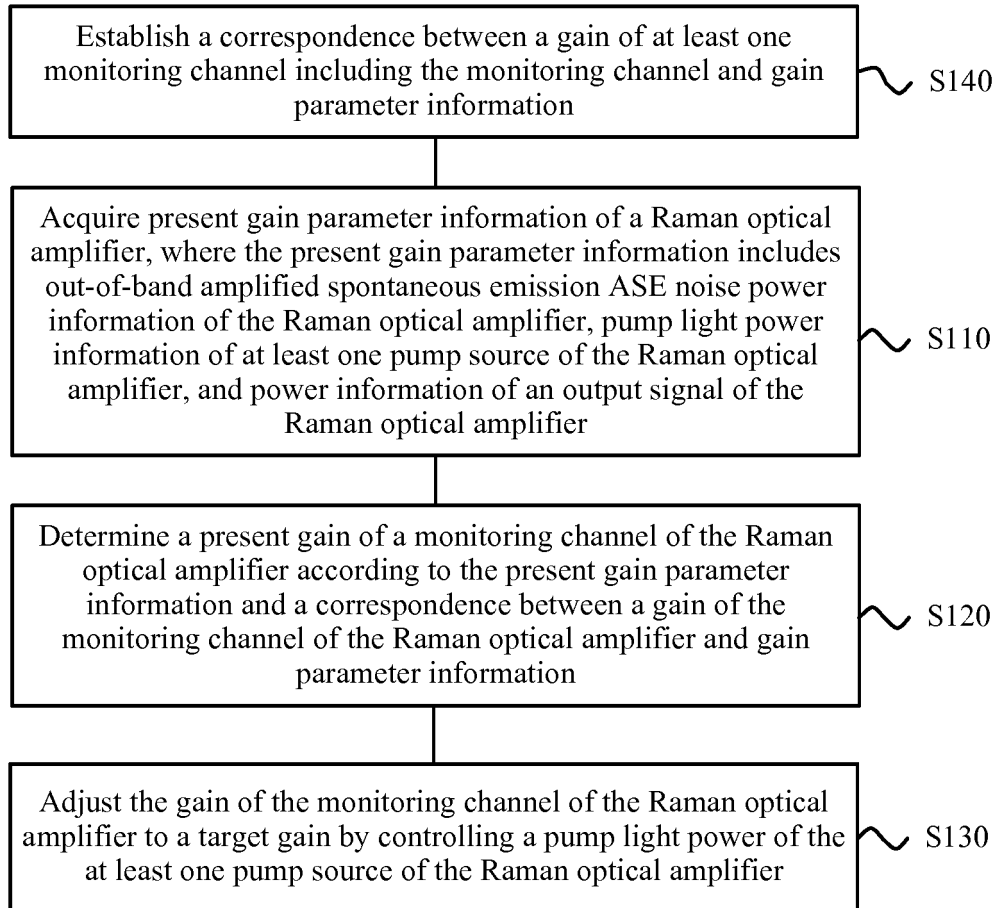 Establish a correspondence between a gain of at least one
monitoring channel including the monitoring channel and gain
parameter information
S140
Acquire present gain parameter information of a Raman optical
amplifier, where the present gain parameter information includes
out-of-band amplified spontaneous emission ASE noise power
information of the Raman optical amplifier, pump light power
information of at least one pump source of the Raman optical
amplifier, and power information of an output signal of the
Raman optical amplifier
S110
Determine a present gain of a monitoring channel of the Raman
optical amplifier according to the present gain parameter
information and a correspondence between a gain of the
monitoring channel of the Raman optical amplifier and gain
parameter information
S120
Adjust the gain of the monitoring channel of the Raman optical
amplifier to a target gain by controlling a pump light power of the
at least one pump source of the Raman optical amplifier
S130